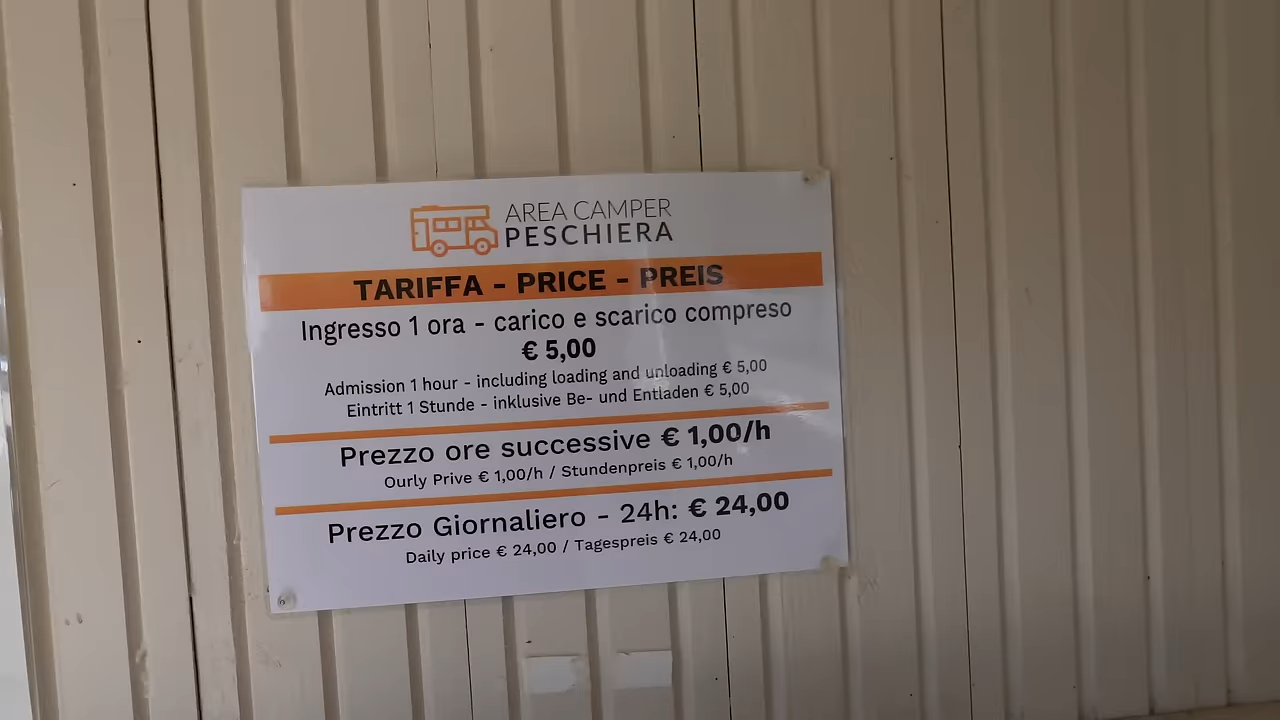 AREA CAMPER
PESCHIERA
TARIFFA - PRICE - PREIS
Ingresso 1 ora - carico e scarico compreso
€ 5,00
Admission 1 hour - including loading and unloading € 5,00
Eintritt 1 Stunde - inklusive Be- und Entladen € 5,00
Prezzo ore successive € 1,00/h
Ourly Prive € 1,00/h / Stundenpreis € 1,00/h
Prezzo Giornaliero - 24h: € 24,00
Daily price € 24,00 / Tagespreis € 24,00